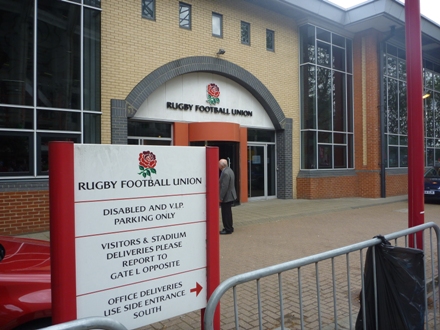 RUGBY FOOTBALL UNION
RUGBY FOOTBALL UNION
DISABLED AND V.I.P.
PARKING ONLY
VISITORS & STADIUM
DELIVERIES PLEASE
REPORT TO
GATE L OPPOSITE
OFFICE DELIVERIES
USE SIDE ENTRANCE
SOUTH